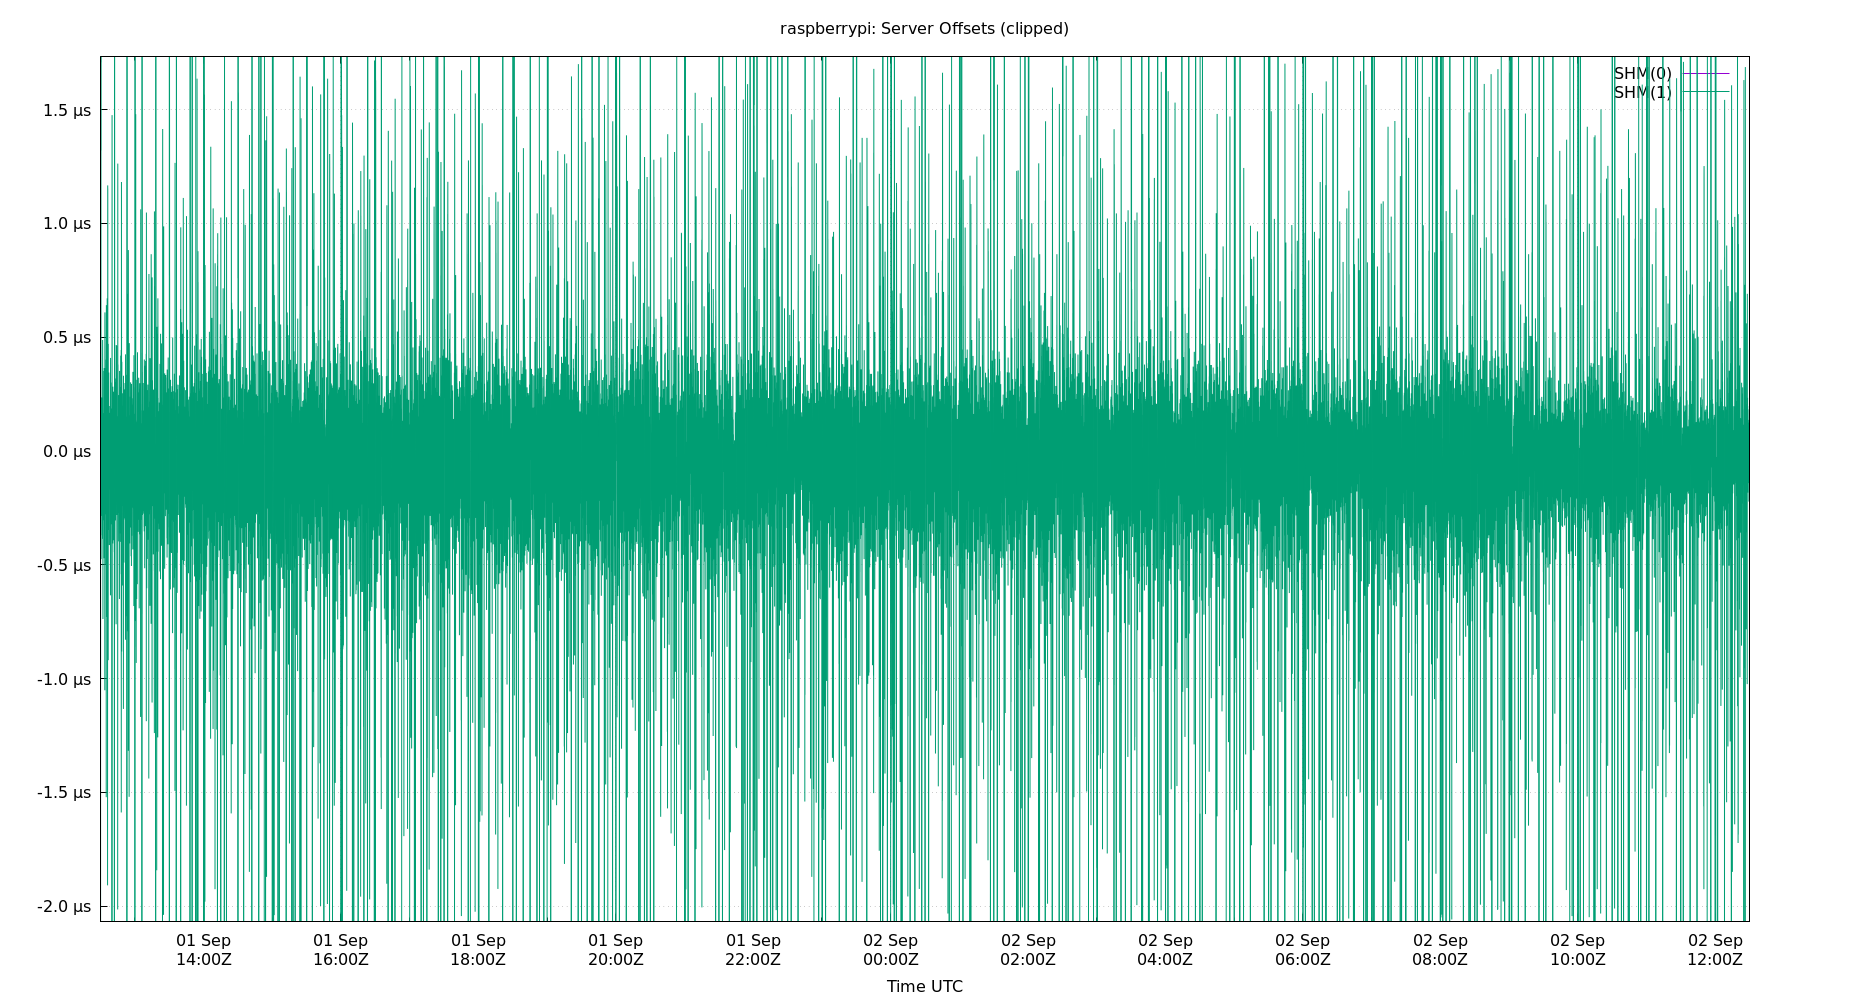 raspberrypi: Server Offsets (clipped)
SHM(0)
SHM(1)
1.5 µs
1.0 µs
0.5 µs
0.0 µs
-0.5 µs
-1.0 µs
-1.5 µs
-2.0 µs
01 Sep 01 Sep 01 Sep 01 Sep 01 Sep 02 Sep 02 Sep 02 Sep 02 Sep 02 Sep 02 Sep 02 Sep
14:00Z 16:00Z 18:00Z 20:00Z 22:00Z 00:00Z 02:00Z 04:00Z 06:00Z 08:00Z 10:00Z 12:00Z
Time UTC